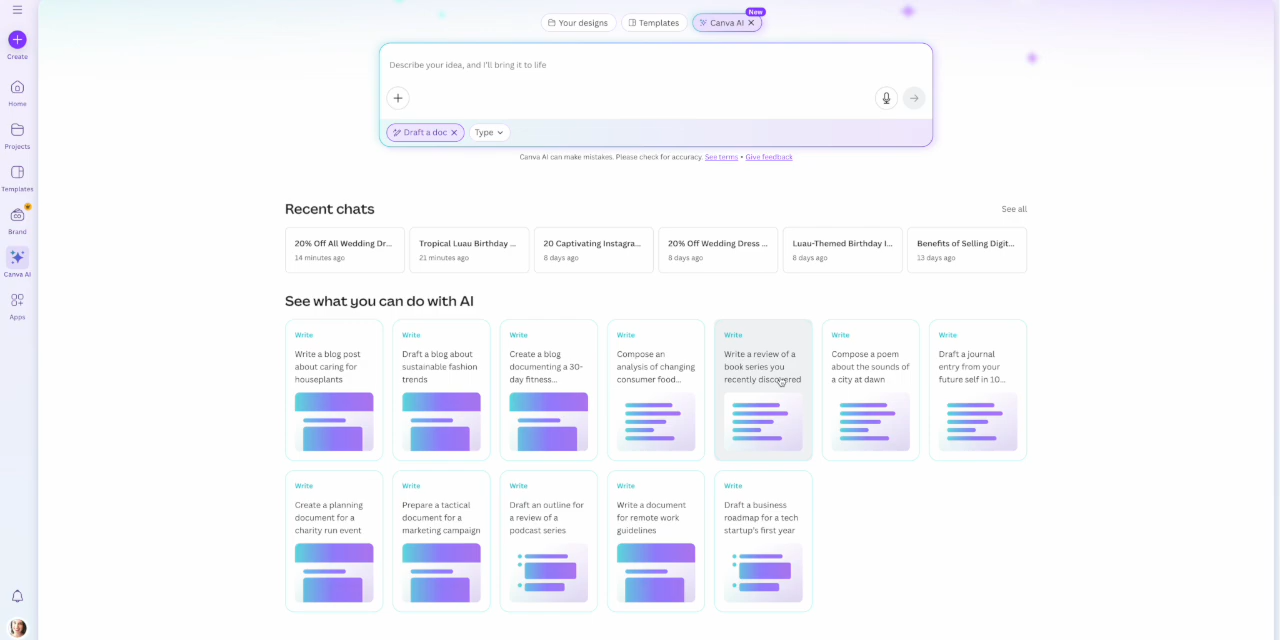 Your designs
Templates
Canva AI
New
Create
Home
Projects
Templates
Brand
Canva AI
Apps
Describe your idea, and I'll bring it to life
Draft a doc
Type
Canva AI can make mistakes. Please check for accuracy. See terms • Give feedback
Recent chats
See all
20% Off All Wedding Dr...
14 minutes ago
Tropical Luau Birthday ...
21 minutes ago
20 Captivating Instagra...
8 days ago
20% Off Wedding Dress ...
8 days ago
Luau-Themed Birthday I...
8 days ago
Benefits of Selling Digit...
13 days ago
See what you can do with AI
Write
Write a blog post
about caring for
houseplants
Write
Draft a blog about
sustainable fashion
trends
Write
Create a blog
documenting a 30-
day fitness...
Write
Compose an
analysis of changing
consumer food...
Write
Write a review of a
book series you
recently discovered
Write
Compose a poem
about the sounds of
a city at dawn
Write
Draft a journal
entry from your
future self in 10...
Write
Create a planning
document for a
charity run event
Write
Prepare a tactical
document for a
marketing campaign
Write
Draft an outline for
a review of a
podcast series
Write
Write a document
for remote work
guidelines
Write
Draft a business
roadmap for a tech
startup's first year